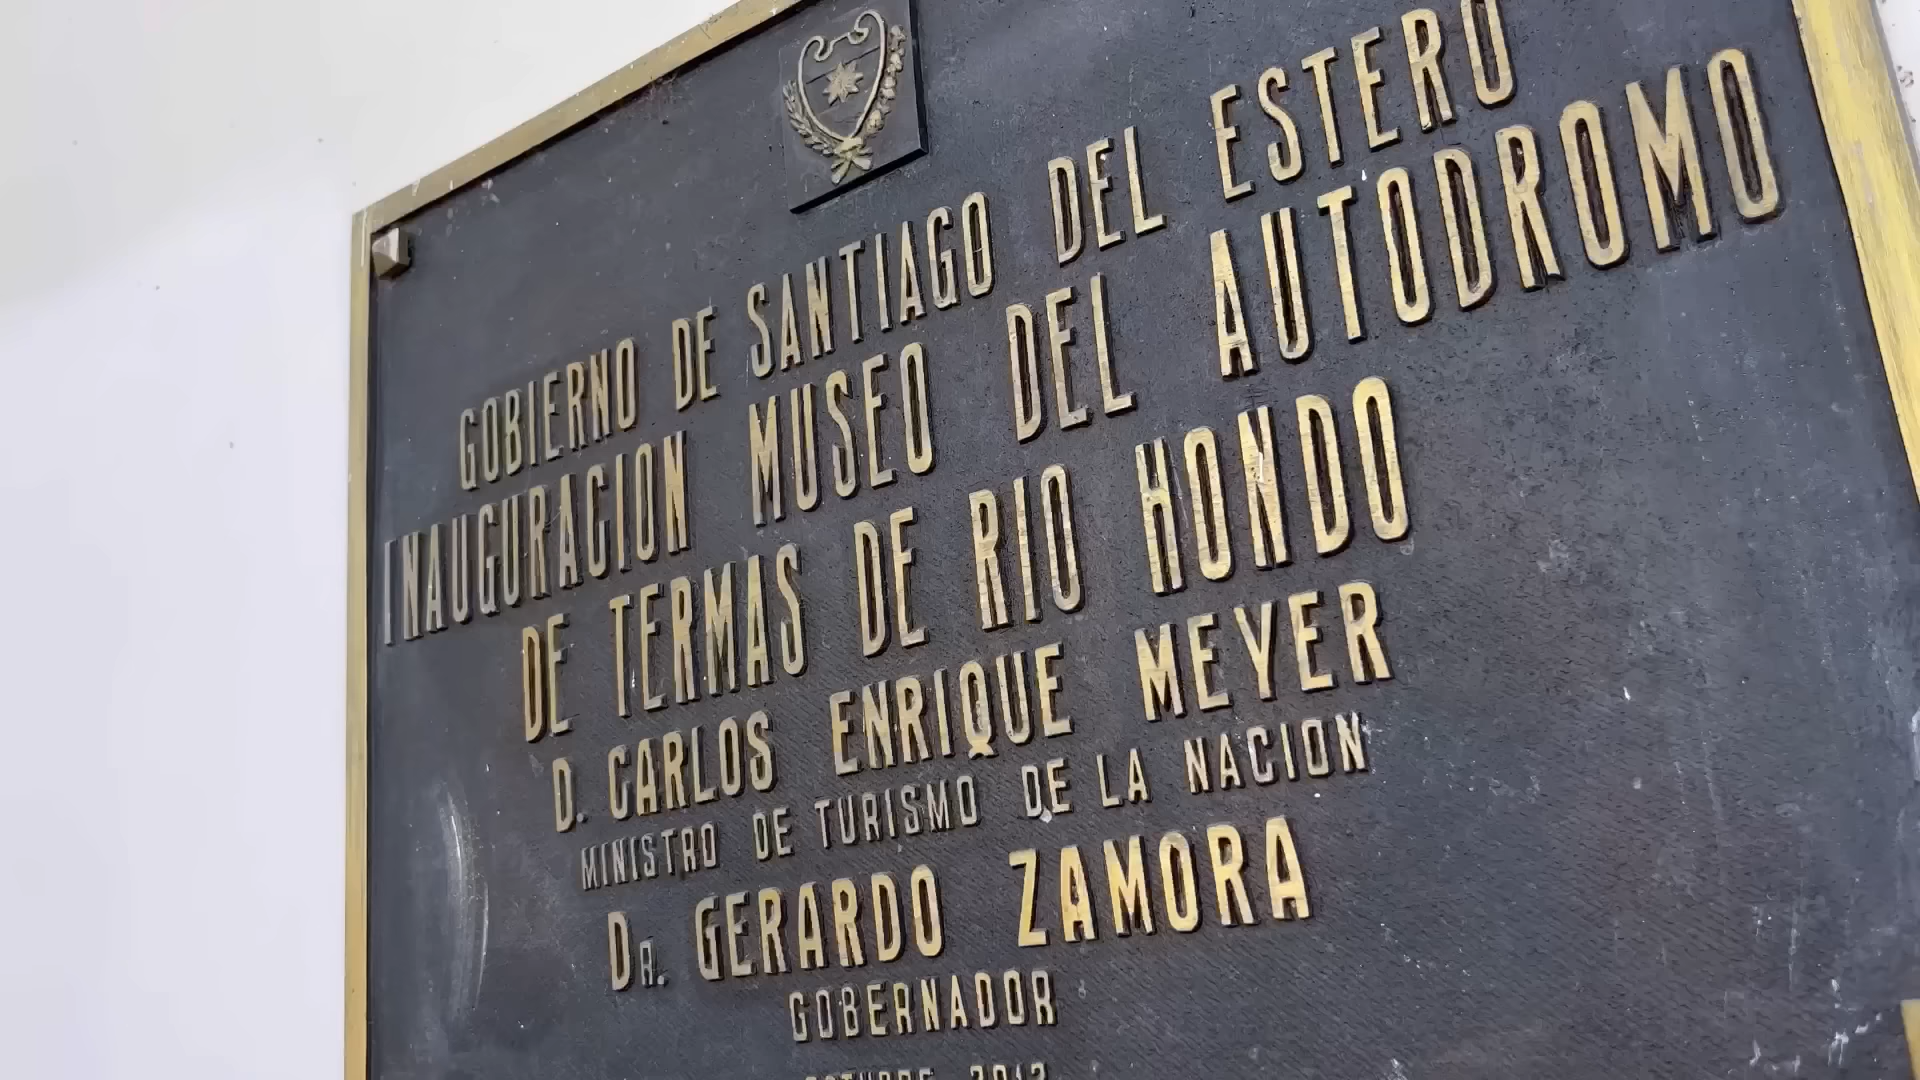 GOBIERNO DE SANTIAGO DEL ESTERO
INAUGURACION MUSEO DEL AUTODROMO
DE TERMAS DE RIO HONDO
D. CARLOS ENRIQUE MEYER
MINISTRO DE TURISMO DE LA NACION
DR. GERARDO ZAMORA
GOBERNADOR